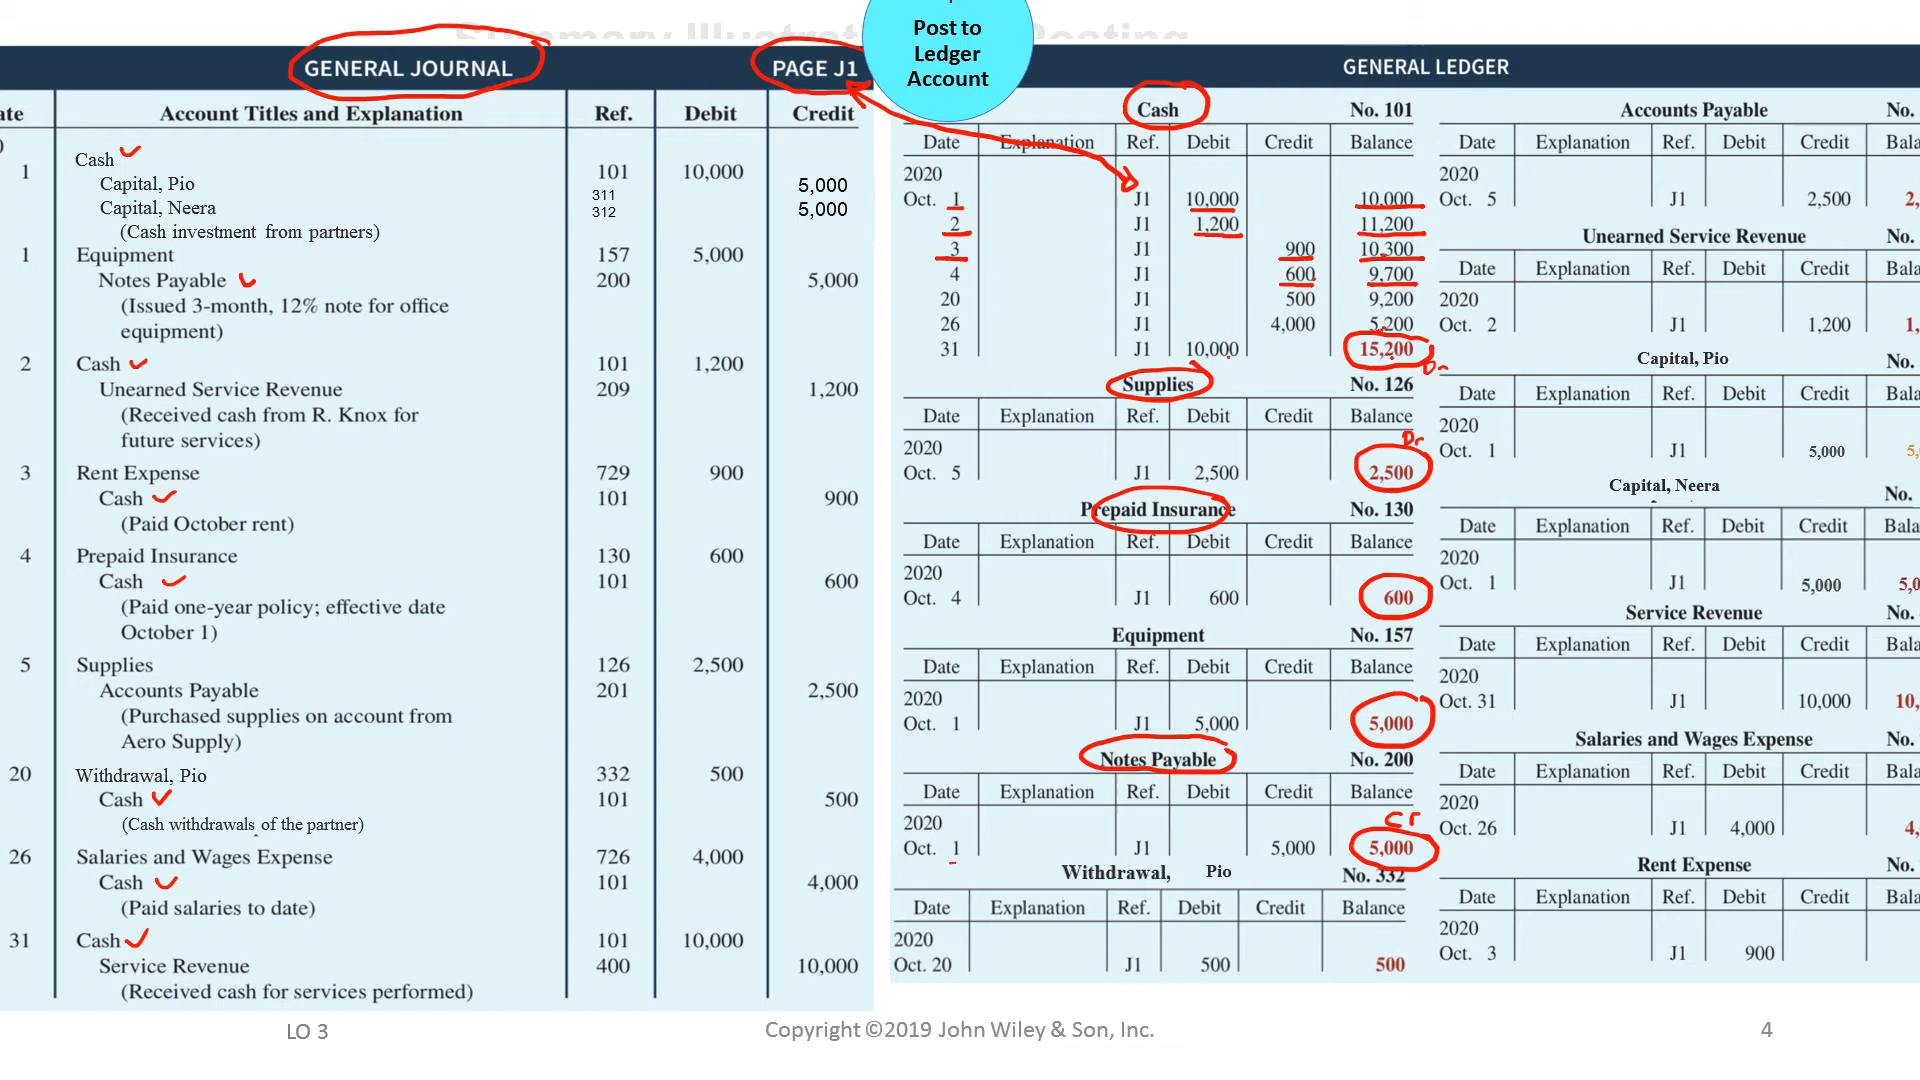 Post to
Ledger
Account
GENERAL JOURNAL PAGE J1
ate Account Titles and Explanation Ref. Debit Credit
1 Cash 101 10,000
Capital, Pio 311 5,000
Capital, Neera 312 5,000
(Cash investment from partners)
1 Equipment 157 5,000
Notes Payable 200 5,000
(Issued 3-month, 12% note for office
equipment)
2 Cash 101 1,200
Unearned Service Revenue 209 1,200
(Received cash from R. Knox for
future services)
3 Rent Expense 729 900
Cash 101 900
(Paid October rent)
4 Prepaid Insurance 130 600
Cash 101 600
(Paid one-year policy; effective date
October 1)
5 Supplies 126 2,500
Accounts Payable 201 2,500
(Purchased supplies on account from
Aero Supply)
20 Withdrawal, Pio 332 500
Cash 101 500
(Cash withdrawals of the partner)
26 Salaries and Wages Expense 726 4,000
Cash 101 4,000
(Paid salaries to date)
31 Cash 101 10,000
Service Revenue 400 10,000
(Received cash for services performed)
GENERAL LEDGER
Cash No. 101
Date Explanation Ref. Debit Credit Balance
2020
Oct. 1 J1 10,000 10,000
2 J1 1,200 11,200
3 J1 900 10,300
4 J1 600 9,700
20 J1 500 9,200
26 J1 4,000 5,200
31 J1 10,000 15,200 Dr
Supplies No. 126
Date Explanation Ref. Debit Credit Balance
2020 Dr
Oct. 5 J1 2,500 2,500
Prepaid Insurance No. 130
Date Explanation Ref. Debit Credit Balance
2020
Oct. 4 J1 600 600
Equipment No. 157
Date Explanation Ref. Debit Credit Balance
2020
Oct. 1 J1 5,000 5,000
Notes Payable No. 200
Date Explanation Ref. Debit Credit Balance
2020 Cr
Oct. 1 J1 5,000 5,000
Withdrawal, Pio No. 332
Date Explanation Ref. Debit Credit Balance
2020
Oct. 20 J1 500 500
Accounts Payable No.
Date Explanation Ref. Debit Credit Bala
2020
Oct. 5 J1 2,500 2,
Unearned Service Revenue No.
Date Explanation Ref. Debit Credit Bala
2020
Oct. 2 J1 1,200 1,
Capital, Pio No.
Date Explanation Ref. Debit Credit Bala
2020
Oct. 1 J1 5,000 5,
Capital, Neera No.
Date Explanation Ref. Debit Credit Bala
2020
Oct. 1 J1 5,000 5,0
Service Revenue No.
Date Explanation Ref. Debit Credit Bala
2020
Oct. 31 J1 10,000 10,
Salaries and Wages Expense No.
Date Explanation Ref. Debit Credit Bala
2020
Oct. 26 J1 4,000 4,
Rent Expense No.
Date Explanation Ref. Debit Credit Bala
2020
Oct. 3 J1 900
LO 3 Copyright ©2019 John Wiley & Son, Inc. 4